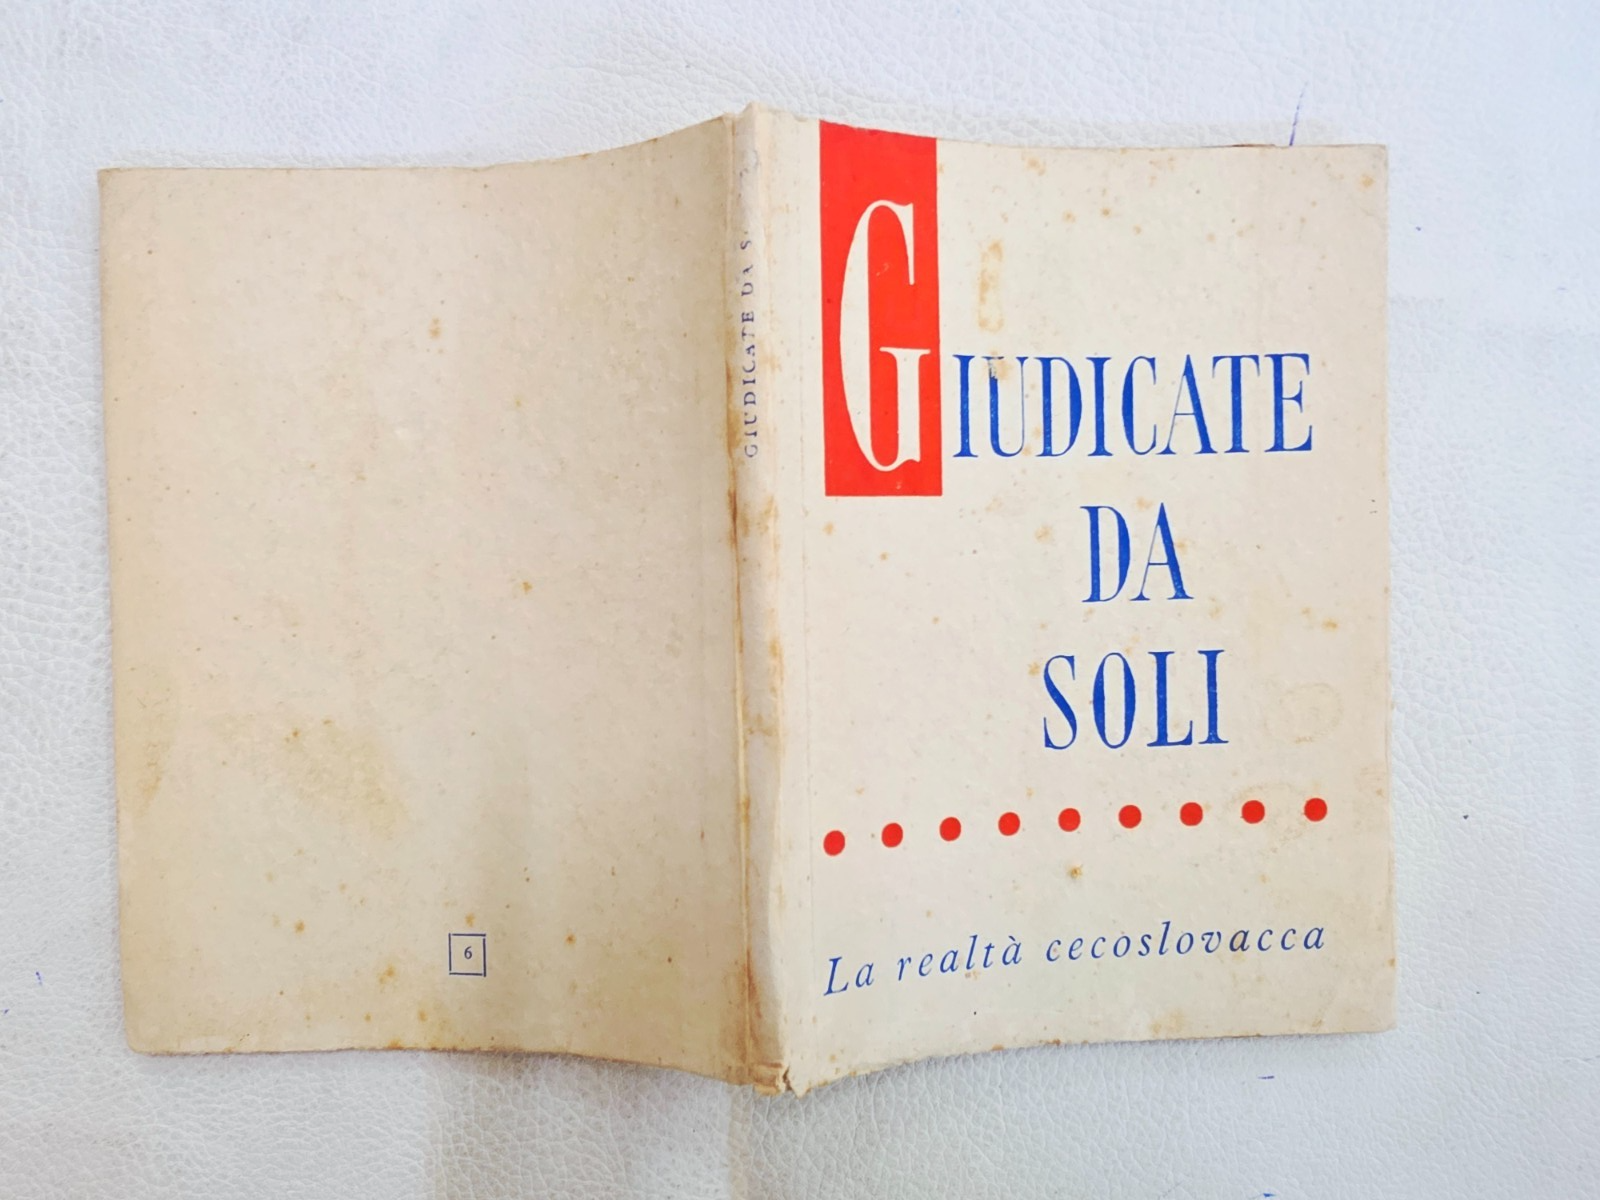 GIUDICATE
DA
SOLI
La realtà cecoslovacca
GIUDICATE DA
6